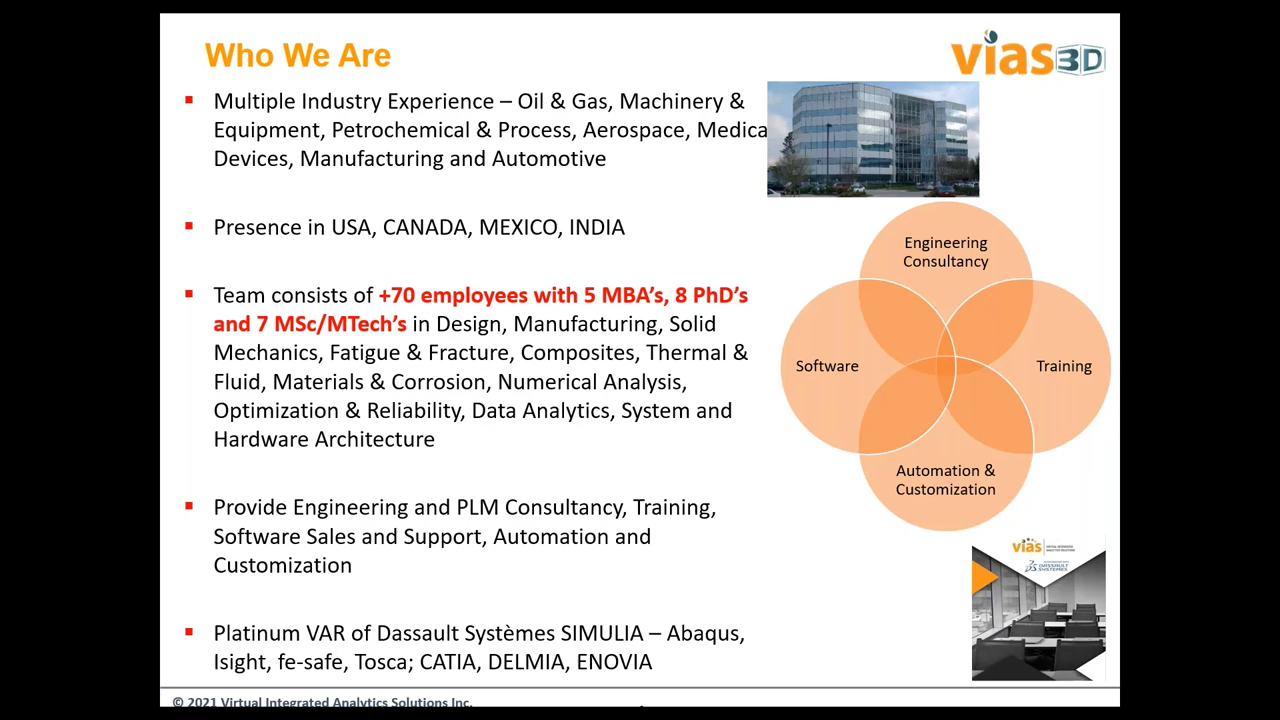 Who We Are
vias3D
Multiple Industry Experience – Oil & Gas, Machinery &
Equipment, Petrochemical & Process, Aerospace, Medica
Devices, Manufacturing and Automotive
Presence in USA, CANADA, MEXICO, INDIA
Team consists of +70 employees with 5 MBA's, 8 PhD's
and 7 MSc/MTech's in Design, Manufacturing, Solid
Mechanics, Fatigue & Fracture, Composites, Thermal &
Fluid, Materials & Corrosion, Numerical Analysis,
Optimization & Reliability, Data Analytics, System and
Hardware Architecture
Provide Engineering and PLM Consultancy, Training,
Software Sales and Support, Automation and
Customization
Platinum VAR of Dassault Systèmes SIMULIA – Abaqus,
Isight, fe-safe, Tosca; CATIA, DELMIA, ENOVIA
Engineering
Consultancy
Software
Training
Automation &
Customization
vias
DASSAULT
SYSTEMES
© 2021 Virtual Integrated Analytics Solutions Inc.